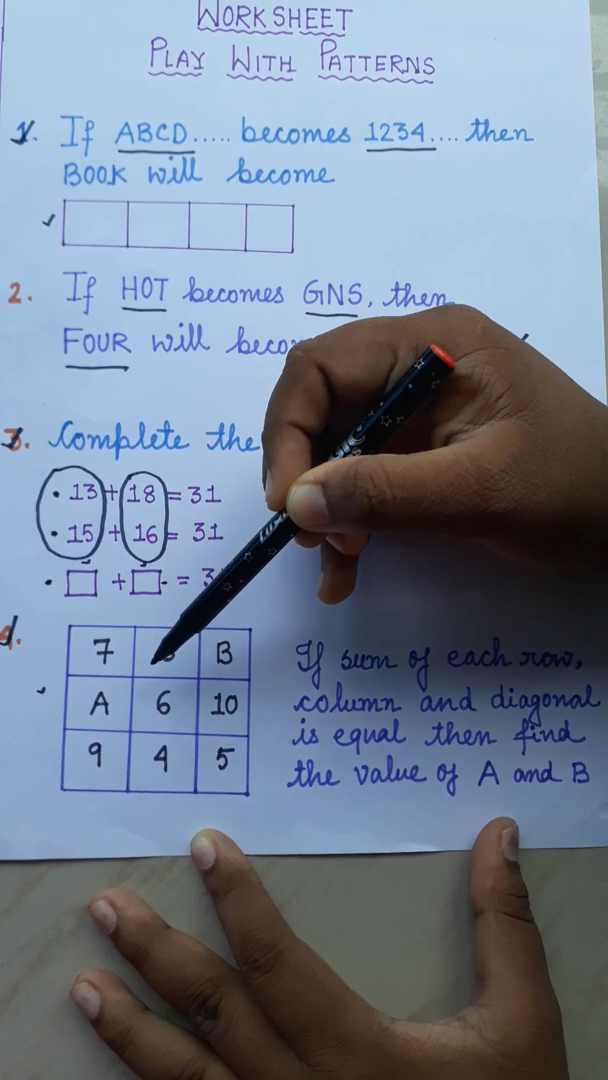 WORKSHEET
PLAY WITH PATTERNS
1. If ABCD..... becomes 1234.... then
BOOK will become
2. If HOT becomes GNS, then
FOUR will
3. Complete the
• 13 + 18 = 31
• 15 + 16 = 31
• □ + □ = 
4.
7 B
A 6 10
9 4 5
If sum of each row,
column and diagonal
is equal then find
the value of A and B